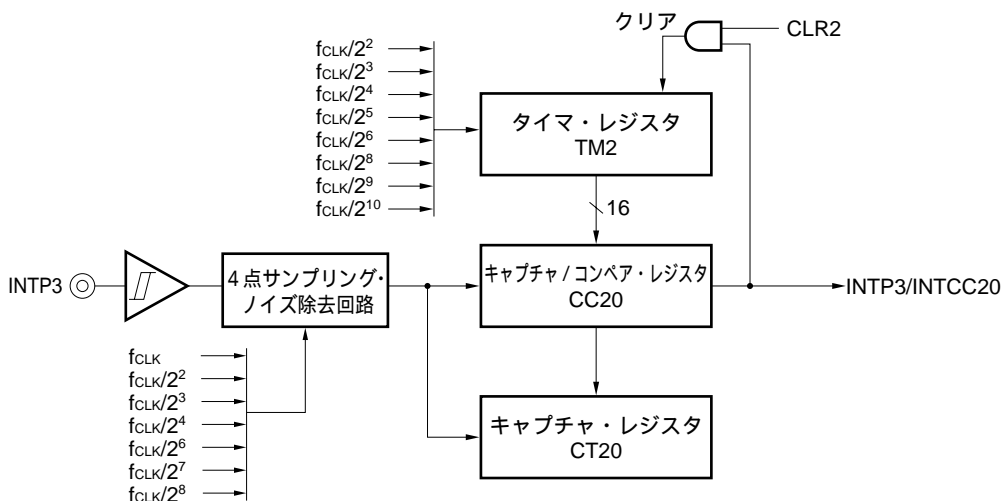 クリア
CLR2
fCLK/2²
fCLK/2³
fCLK/2⁴
fCLK/2⁵
fCLK/2⁶
fCLK/2⁸
fCLK/2⁹
fCLK/2¹⁰
タイマ・レジスタ
TM2
16
INTP3
4点サンプリング・
ノイズ除去回路
キャプチャ/コンペア・レジスタ
CC20
INTP3/INTCC20
fCLK
fCLK/2²
fCLK/2³
fCLK/2⁴
fCLK/2⁶
fCLK/2⁷
fCLK/2⁸
キャプチャ・レジスタ
CT20